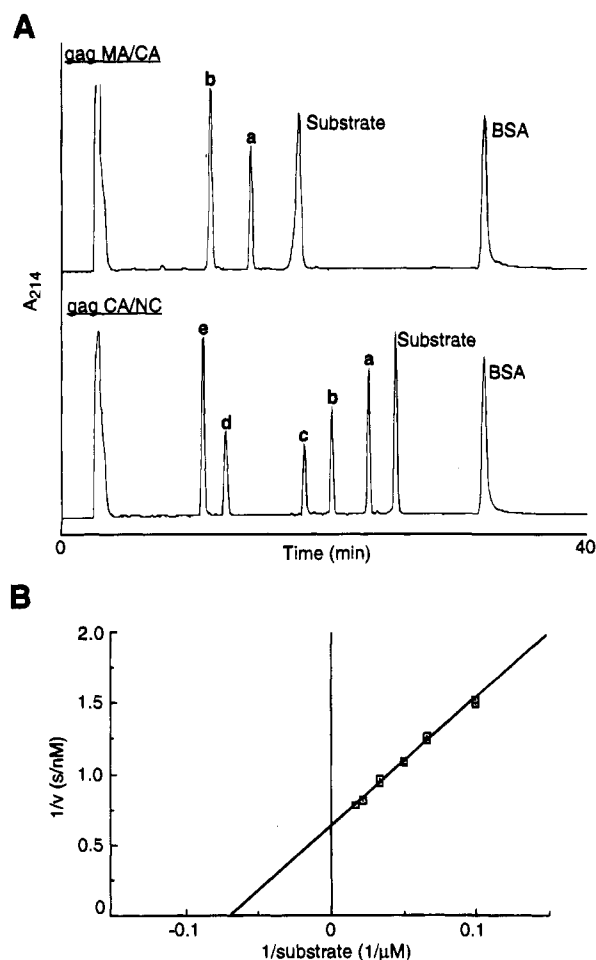 A
gag MA/CA
b
a
Substrate
BSA
A214
gag CA/NC
e
d
c
b
a
Substrate
BSA
0
Time (min)
40
B
2.0
1.5
1.0
0.5
0
1/v (s/nM)
-0.1
0
0.1
1/substrate (1/µM)